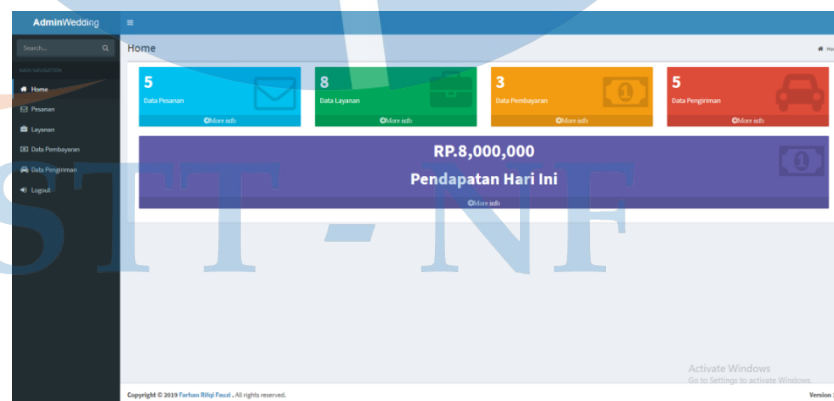 AdminWedding
Search...
Home
Home
MAIN NAVIGATION
Home
Pesanan
Layanan
Data Pembayaran
Data Pengiriman
Logout
5
Data Pesanan
More info
8
Data Layanan
More info
3
Data Pembayaran
More info
5
Data Pengiriman
More info
RP.8,000,000
Pendapatan Hari Ini
More info
STT - NF
Activate Windows
Go to Settings to activate Windows.
Copyright © 2019 Farhan Rifqi Fauzi . All rights reserved.
Version